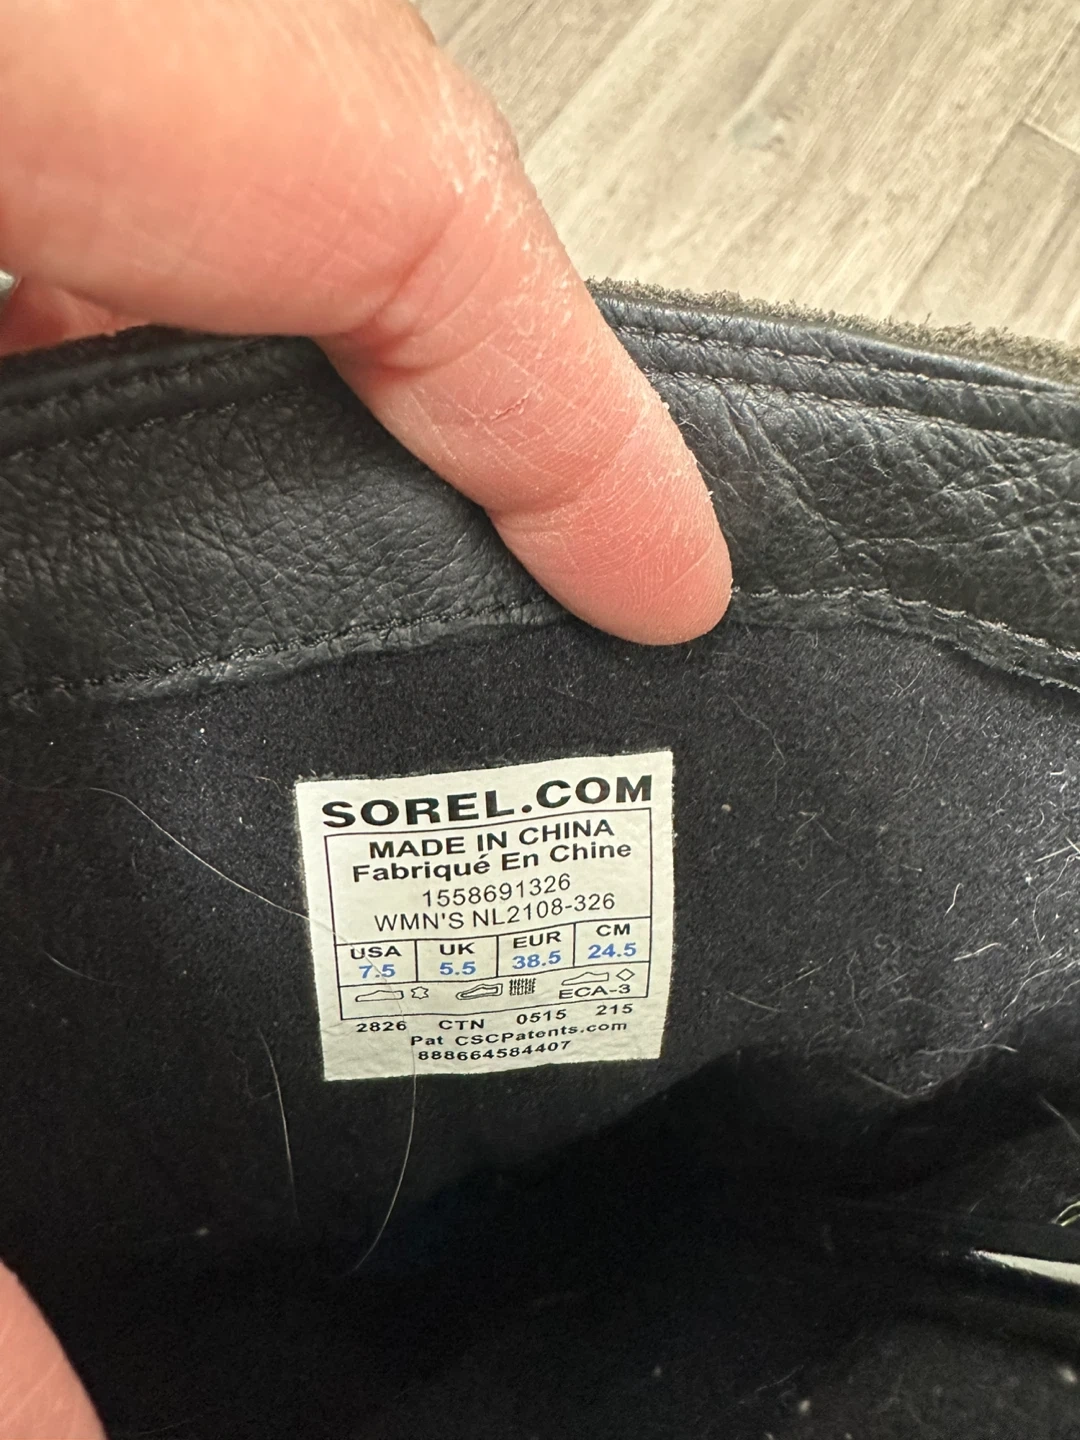 SOREL.COM
MADE IN CHINA
Fabriqué En Chine
1558691326
WMN'S NL2108-326
USA UK EUR CM
7.5 5.5 38.5 24.5
ECA-3
2826 CTN 0515 215
Pat CSCPatents.com
888664584407